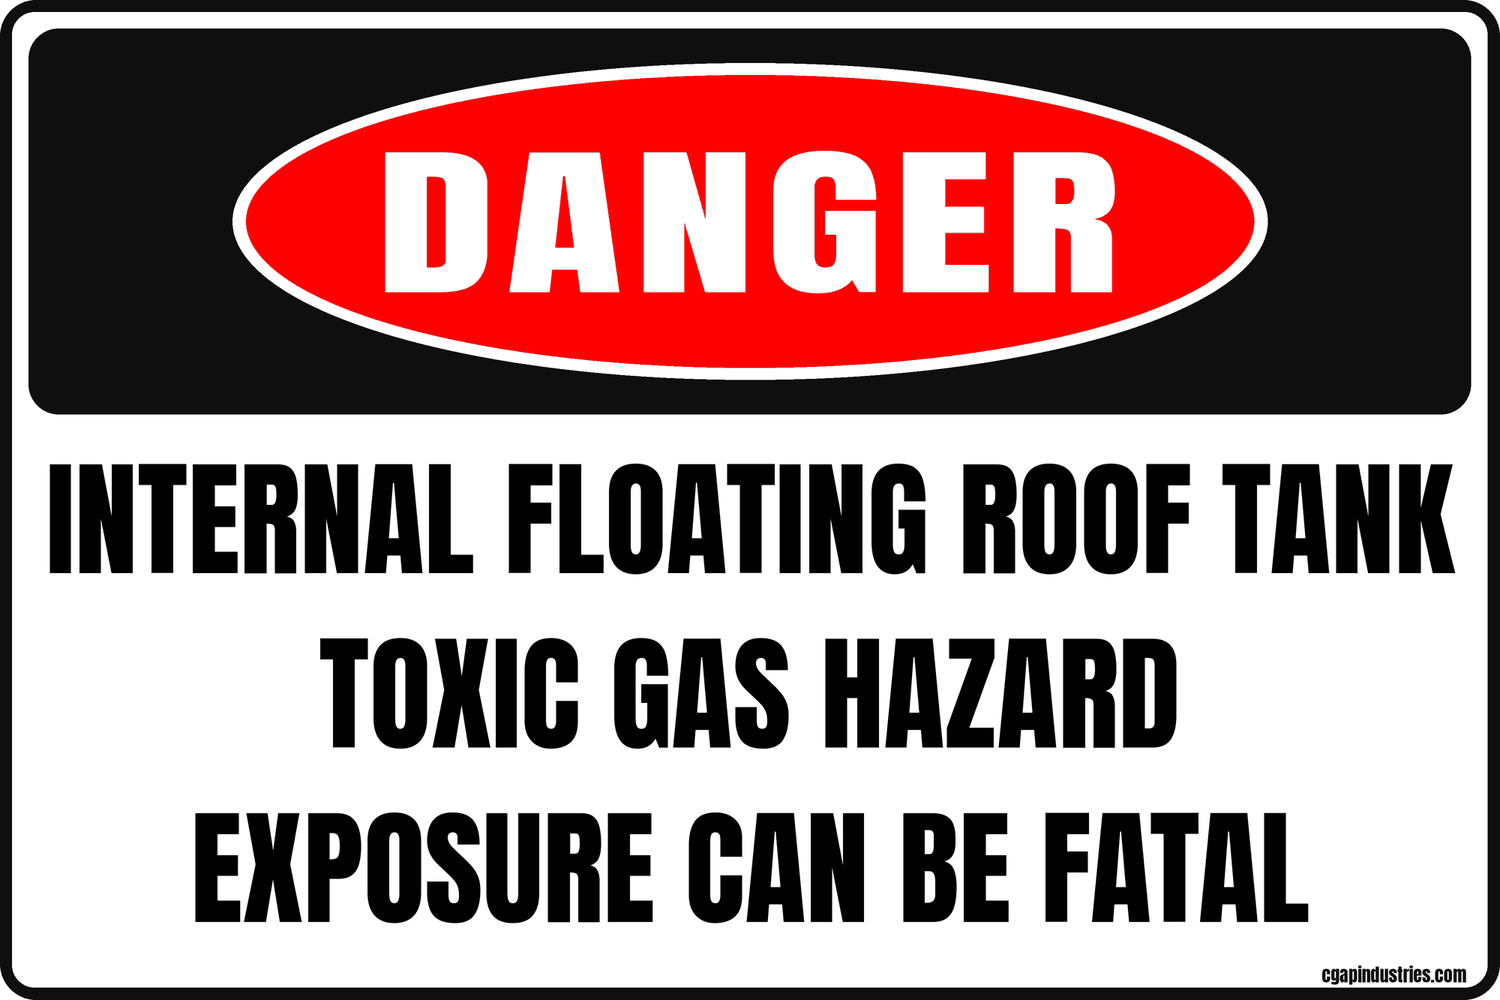 DANGER
INTERNAL FLOATING ROOF TANK
TOXIC GAS HAZARD
EXPOSURE CAN BE FATAL
cgapindustries.com